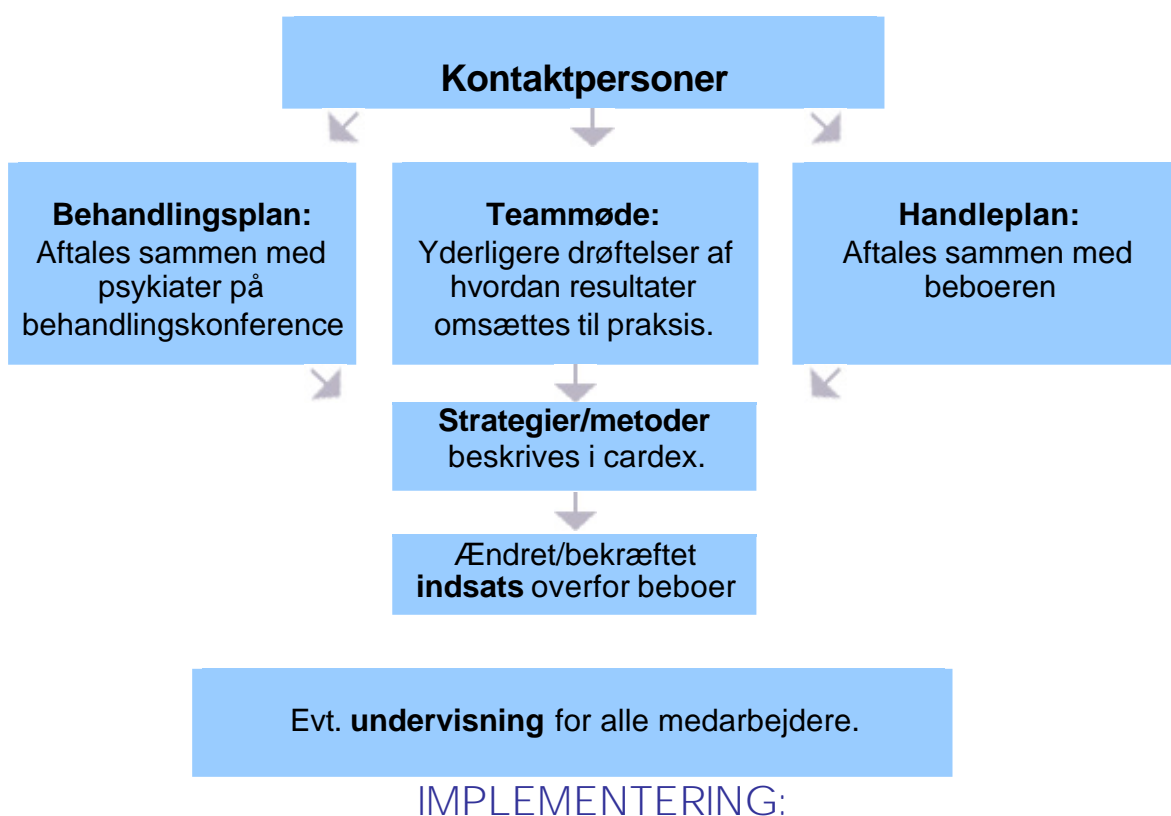 Kontaktpersoner
Behandlingsplan:
Aftales sammen med
psykiater på
behandlingskonference
Teammøde:
Yderligere drøftelser af
hvordan resultater
omsættes til praksis.
Handleplan:
Aftales sammen med
beboeren
Strategier/metoder
beskrives i cardex.
Ændret/bekræftet
indsats overfor beboer
Evt. undervisning for alle medarbejdere.
IMPLEMENTERING: